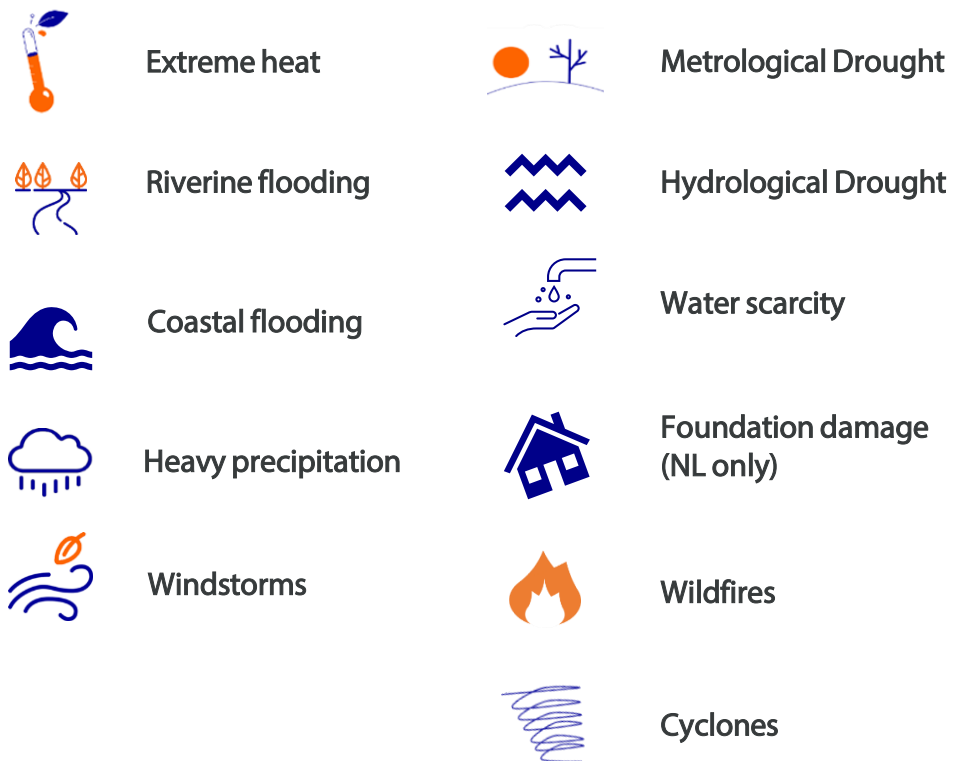 Extreme heat
Metrological Drought
Riverine flooding
Hydrological Drought
Coastal flooding
Water scarcity
Heavy precipitation
Foundation damage
(NL only)
Windstorms
Wildfires
Cyclones